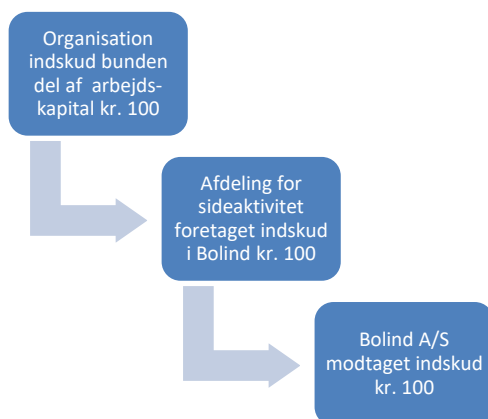 Organisation
indskud bunden
del af arbejds-
kapital kr. 100
Afdeling for
sideaktivitet
foretaget indskud
i Bolind kr. 100
Bolind A/S
modtaget indskud
kr. 100